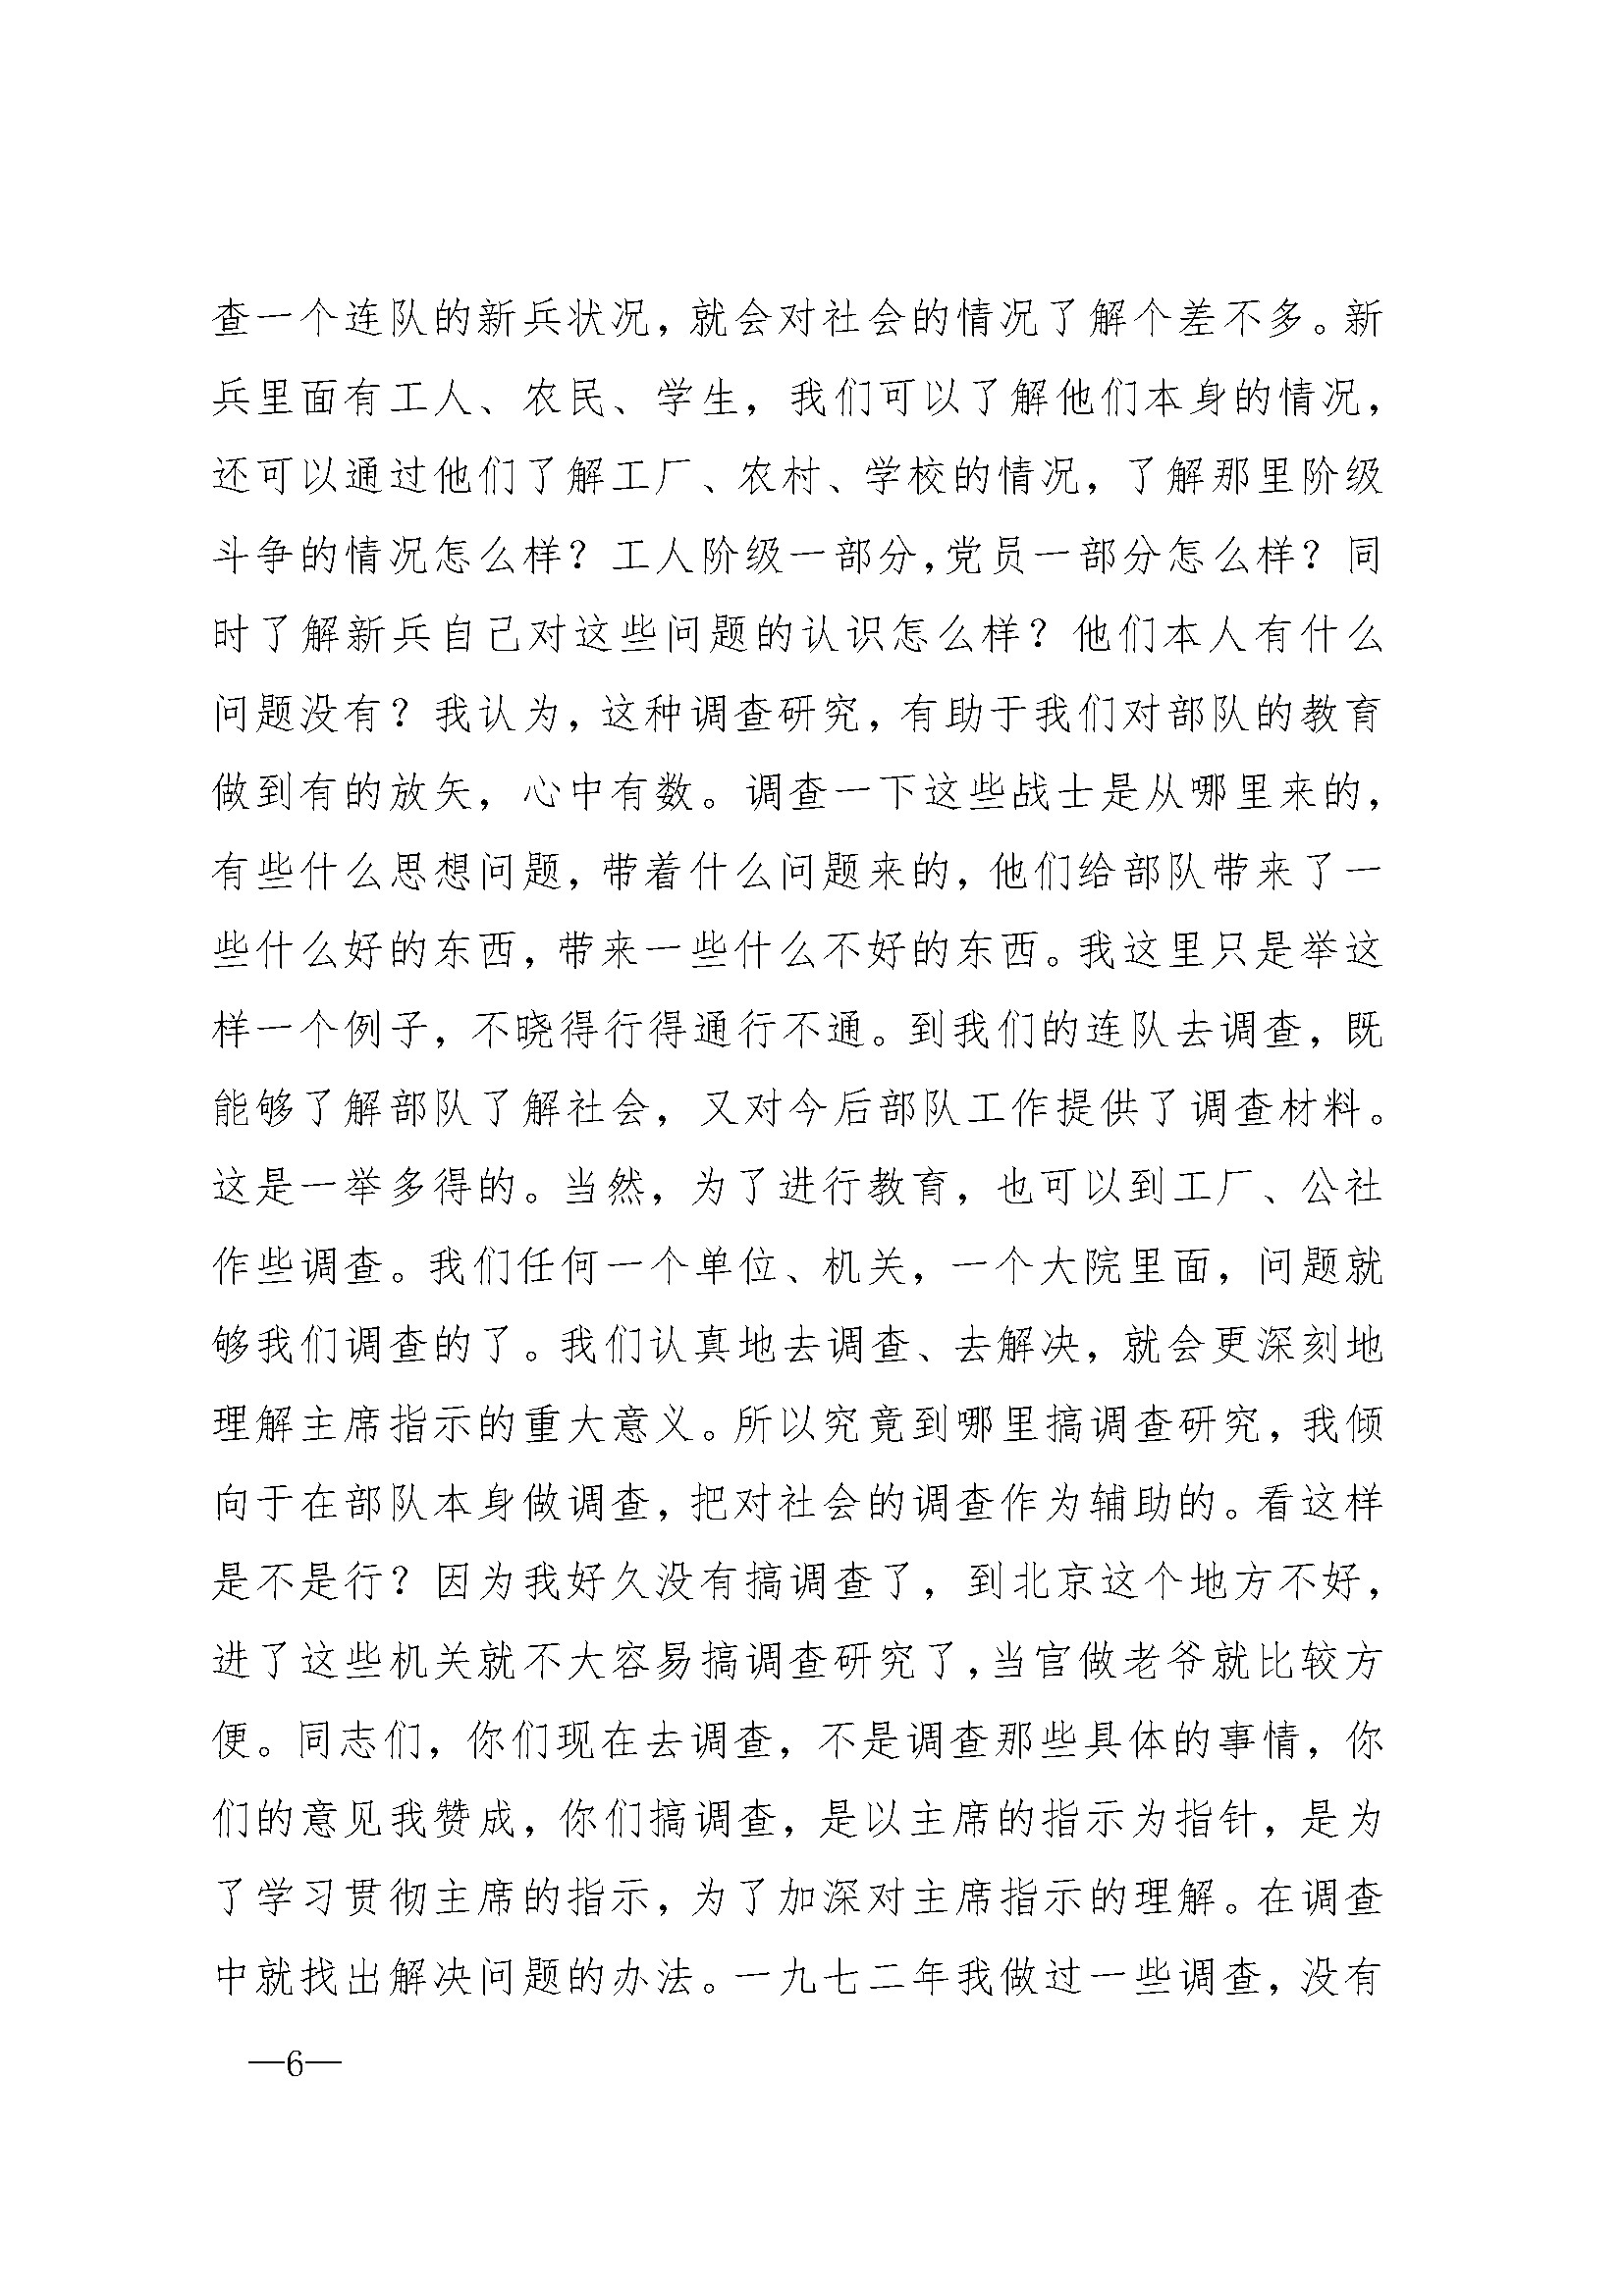 查一个连队的新兵状况，就会对社会的情况了解个差不多。新
兵里面有工人、农民、学生，我们可以了解他们本身的情况，
还可以通过他们了解工厂、农村、学校的情况，了解那里阶级
斗争的情况怎么样？工人阶级一部分，党员一部分怎么样？同
时了解新兵自己对这些问题的认识怎么样？他们本人有什么
问题没有？我认为，这种调查研究，有助于我们对部队的教育
做到有的放矢，心中有数。调查一下这些战士是从哪里来的，
有些什么思想问题，带着什么问题来的，他们给部队带来了一
些什么好的东西，带来一些什么不好的东西。我这里只是举这
样一个例子，不晓得行得通行不通。到我们的连队去调查，既
能够了解部队了解社会，又对今后部队工作提供了调查材料。
这是一举多得的。当然，为了进行教育，也可以到工厂、公社
作些调查。我们任何一个单位、机关，一个大院里面，问题就
够我们调查的了。我们认真地去调查、去解决，就会更深刻地
理解主席指示的重大意义。所以究竟到哪里搞调查研究，我倾
向于在部队本身做调查，把对社会的调查作为辅助的。看这样
是不是行？因为我好久没有搞调查了，到北京这个地方不好，
进了这些机关就不大容易搞调查研究了，当官做老爷就比较方
便。同志们，你们现在去调查，不是调查那些具体的事情，你
们的意见我赞成，你们搞调查，是以主席的指示为指针，是为
了学习贯彻主席的指示，为了加深对主席指示的理解。在调查
中就找出解决问题的办法。一九七二年我做过一些调查，没有
—6—